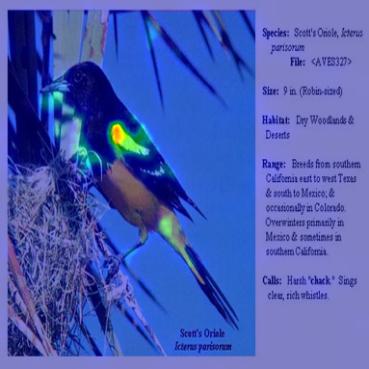 Species: Scott's Oriole, Icterus
parisorum
File: <AVES327>
Size: 9 in. (Robin-sized)
Habitat: Dry Woodlands &
Deserts
Range: Breeds from southern
California east to west Texas
& south to Mexico; &
occasionally in Colorado.
Overwinters primarily in
Mexico & sometimes in
southern California.
Calls: Harsh "chack." Sings
clear, rich whistles.
Scott's Oriole
Icterus parisorum